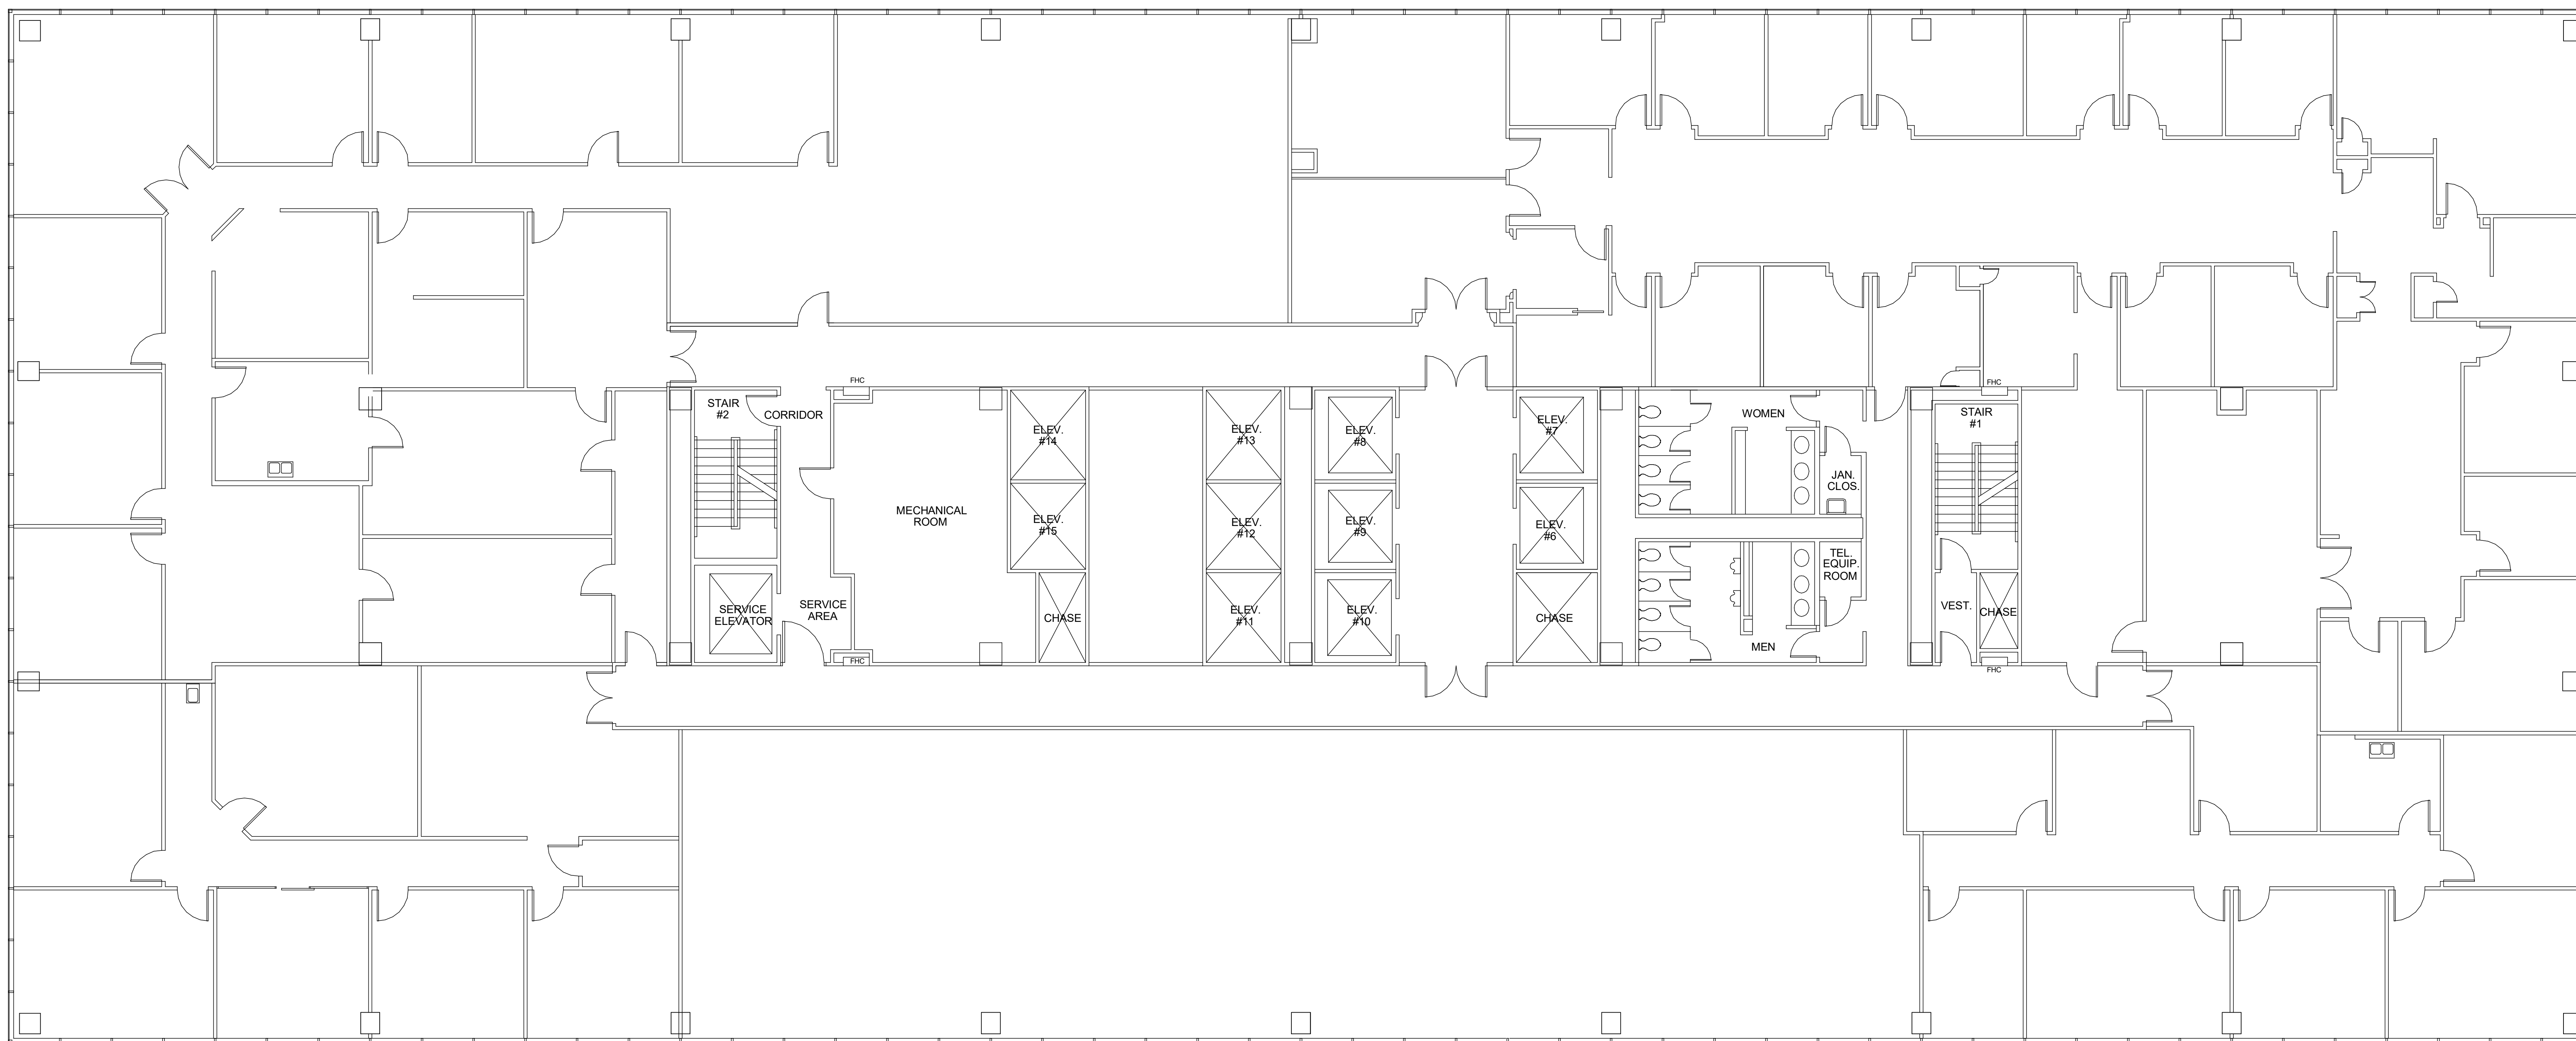 FHC
FHC
STAIR
#2
CORRIDOR
ELEV.
#14
ELEV.
#13
ELEV.
#8
ELEV.
#7
WOMEN
STAIR
#1
JAN.
CLOS.
MECHANICAL
ROOM
ELEV.
#15
ELEV.
#12
ELEV.
#9
ELEV.
#6
TEL.
EQUIP.
ROOM
SERVICE
ELEVATOR
SERVICE
AREA
CHASE
ELEV.
#11
ELEV.
#10
CHASE
VEST.
CHASE
MEN
FHC
FHC